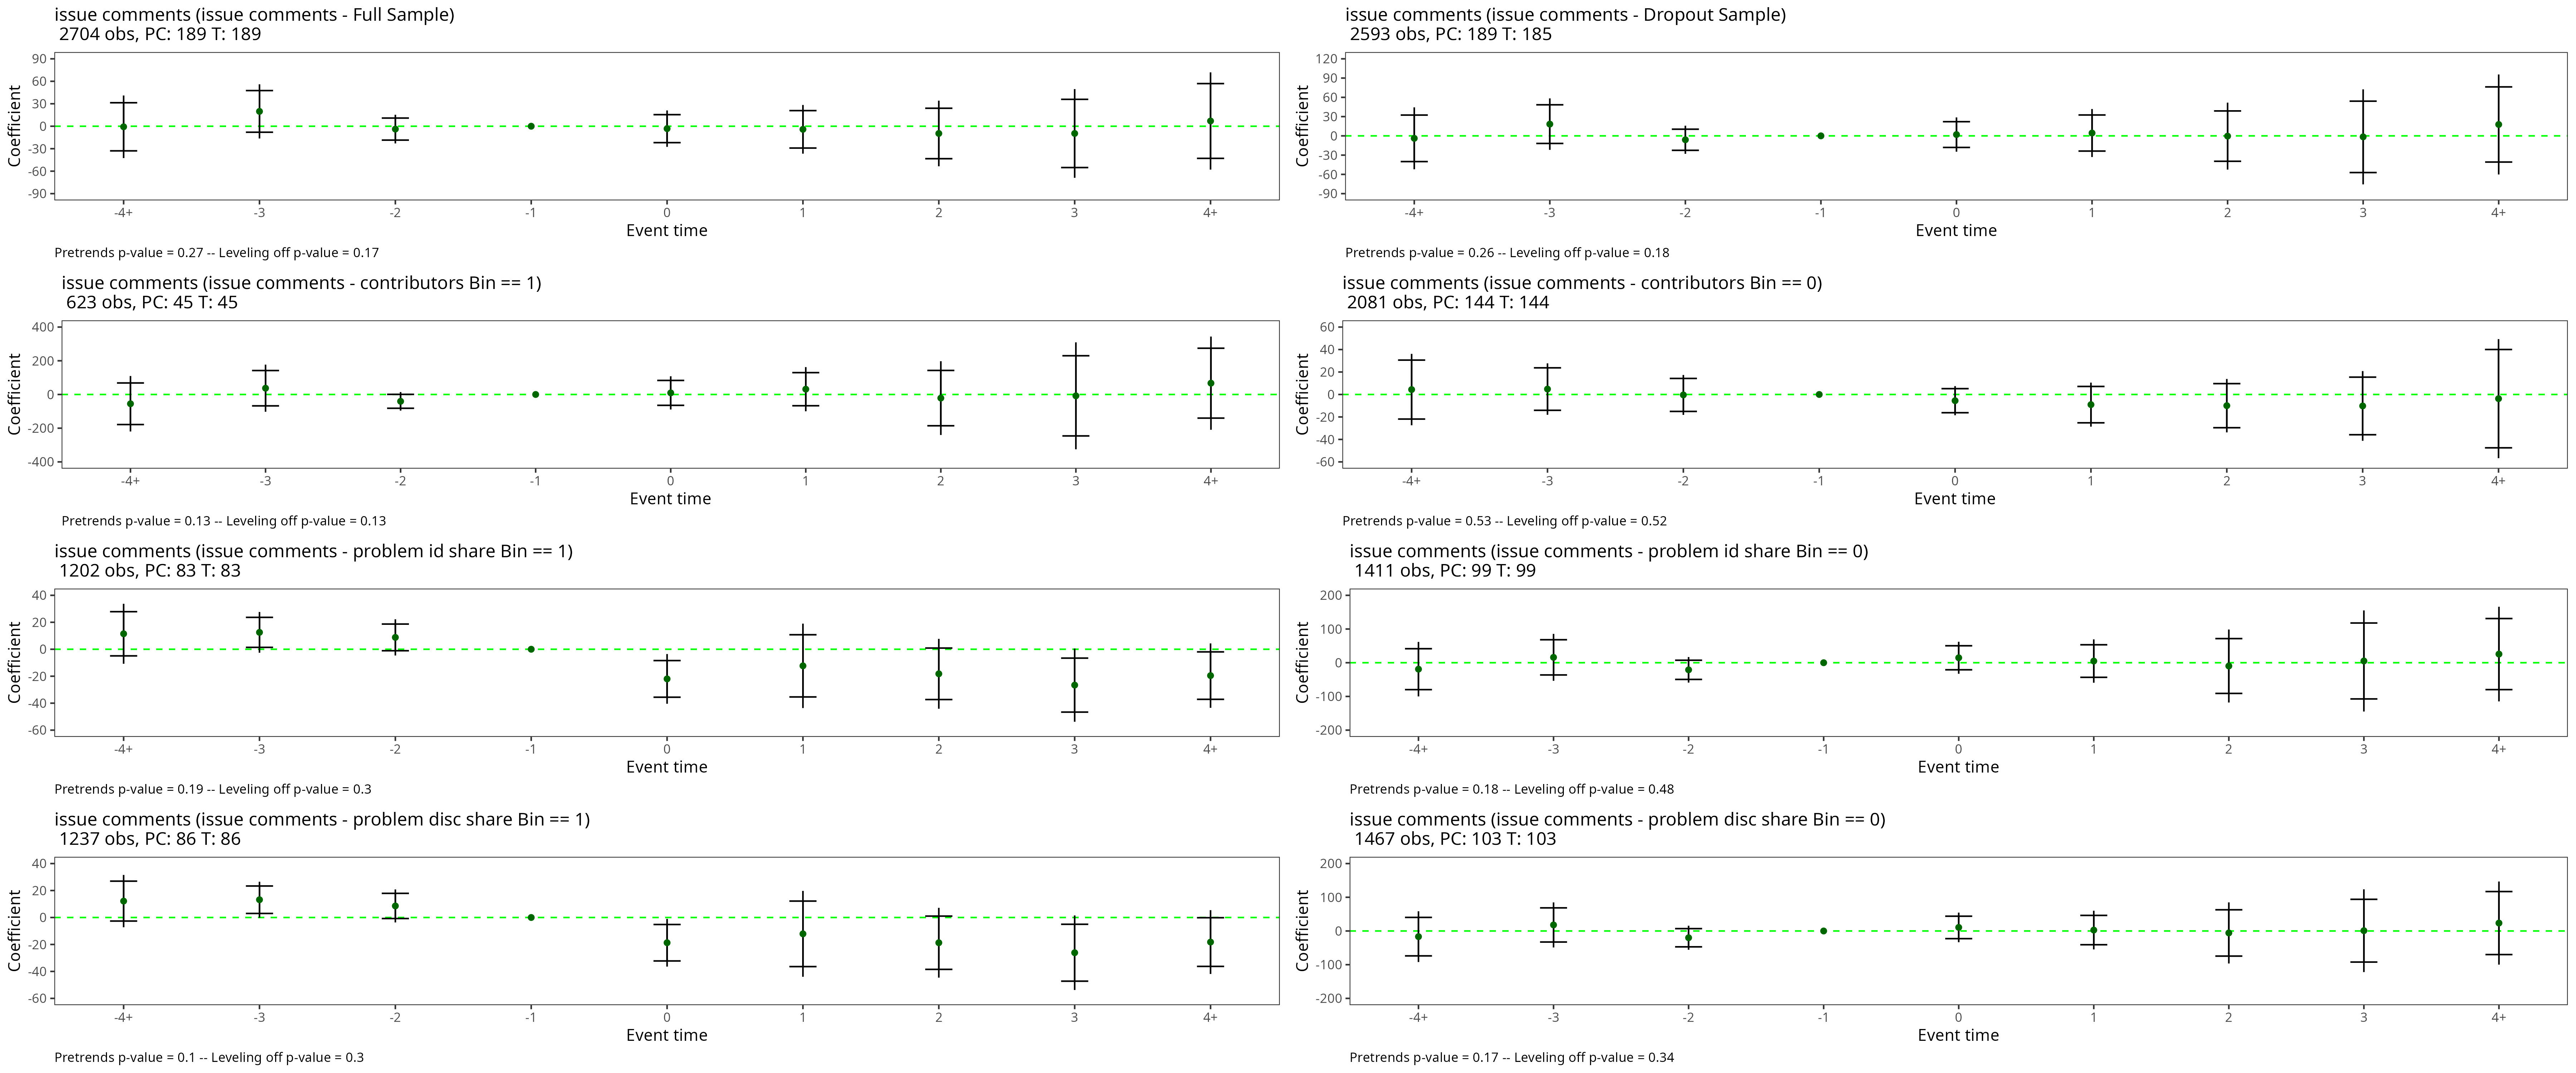 issue comments (issue comments - Full Sample)
2704 obs, PC: 189 T: 189
90
60
30
0
-30
-60
-90
Coefficient
-4+ -3 -2 -1 0 1 2 3 4+
Event time
Pretrends p-value = 0.27 -- Leveling off p-value = 0.17
issue comments (issue comments - Dropout Sample)
2593 obs, PC: 189 T: 185
120
90
60
30
0
-30
-60
-90
Coefficient
-4+ -3 -2 -1 0 1 2 3 4+
Event time
Pretrends p-value = 0.26 -- Leveling off p-value = 0.18
issue comments (issue comments - contributors Bin == 1)
623 obs, PC: 45 T: 45
400
200
0
-200
-400
Coefficient
-4+ -3 -2 -1 0 1 2 3 4+
Event time
Pretrends p-value = 0.13 -- Leveling off p-value = 0.13
issue comments (issue comments - contributors Bin == 0)
2081 obs, PC: 144 T: 144
60
40
20
0
-20
-40
-60
Coefficient
-4+ -3 -2 -1 0 1 2 3 4+
Event time
Pretrends p-value = 0.53 -- Leveling off p-value = 0.52
issue comments (issue comments - problem id share Bin == 1)
1202 obs, PC: 83 T: 83
40
20
0
-20
-40
-60
Coefficient
-4+ -3 -2 -1 0 1 2 3 4+
Event time
Pretrends p-value = 0.19 -- Leveling off p-value = 0.3
issue comments (issue comments - problem id share Bin == 0)
1411 obs, PC: 99 T: 99
200
100
0
-100
-200
Coefficient
-4+ -3 -2 -1 0 1 2 3 4+
Event time
Pretrends p-value = 0.18 -- Leveling off p-value = 0.48
issue comments (issue comments - problem disc share Bin == 1)
1237 obs, PC: 86 T: 86
40
20
0
-20
-40
-60
Coefficient
-4+ -3 -2 -1 0 1 2 3 4+
Event time
Pretrends p-value = 0.1 -- Leveling off p-value = 0.3
issue comments (issue comments - problem disc share Bin == 0)
1467 obs, PC: 103 T: 103
200
100
0
-100
-200
Coefficient
-4+ -3 -2 -1 0 1 2 3 4+
Event time
Pretrends p-value = 0.17 -- Leveling off p-value = 0.34